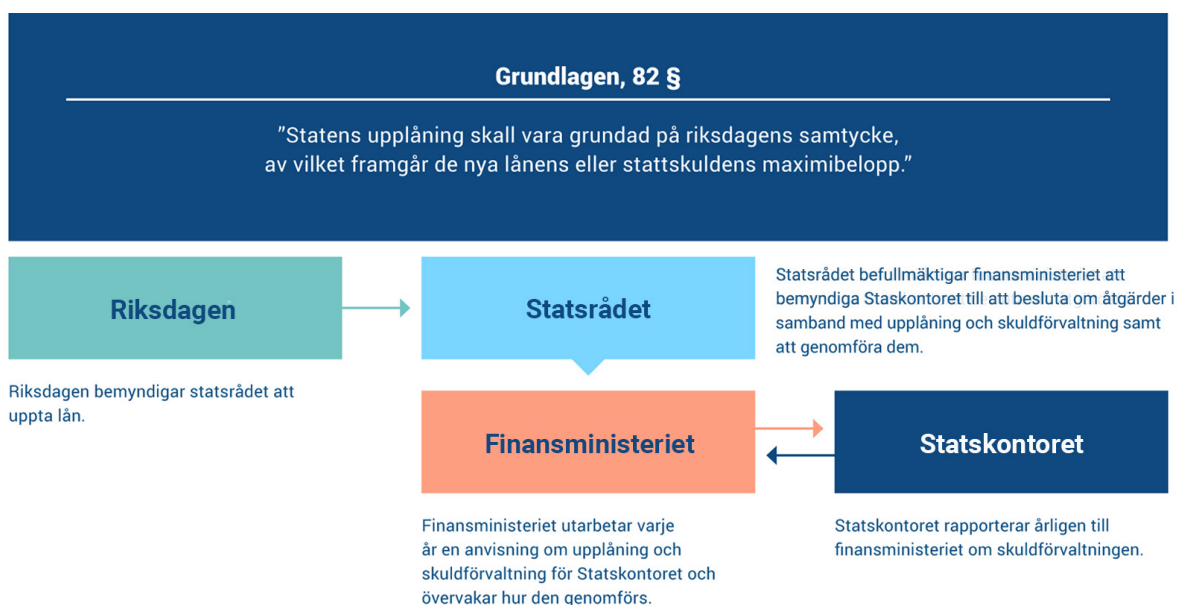 Grundlagen, 82 §
”Statens upplåning skall vara grundad på riksdagens samtycke,
av vilket framgår de nya lånens eller stattskuldens maximibelopp.”
Riksdagen
Riksdagen bemyndigar statsrådet att
uppta lån.
Statsrådet
Statsrådet befullmäktigar finansministeriet att
bemyndiga Staskontoret till att besluta om åtgärder i
samband med upplåning och skuldförvaltning samt
att genomföra dem.
Finansministeriet
Finansministeriet utarbetar varje
år en anvisning om upplåning och
skuldförvaltning för Statskontoret och
övervakar hur den genomförs.
Statskontoret
Statskontoret rapporterar årligen till
finansministeriet om skuldförvaltningen.